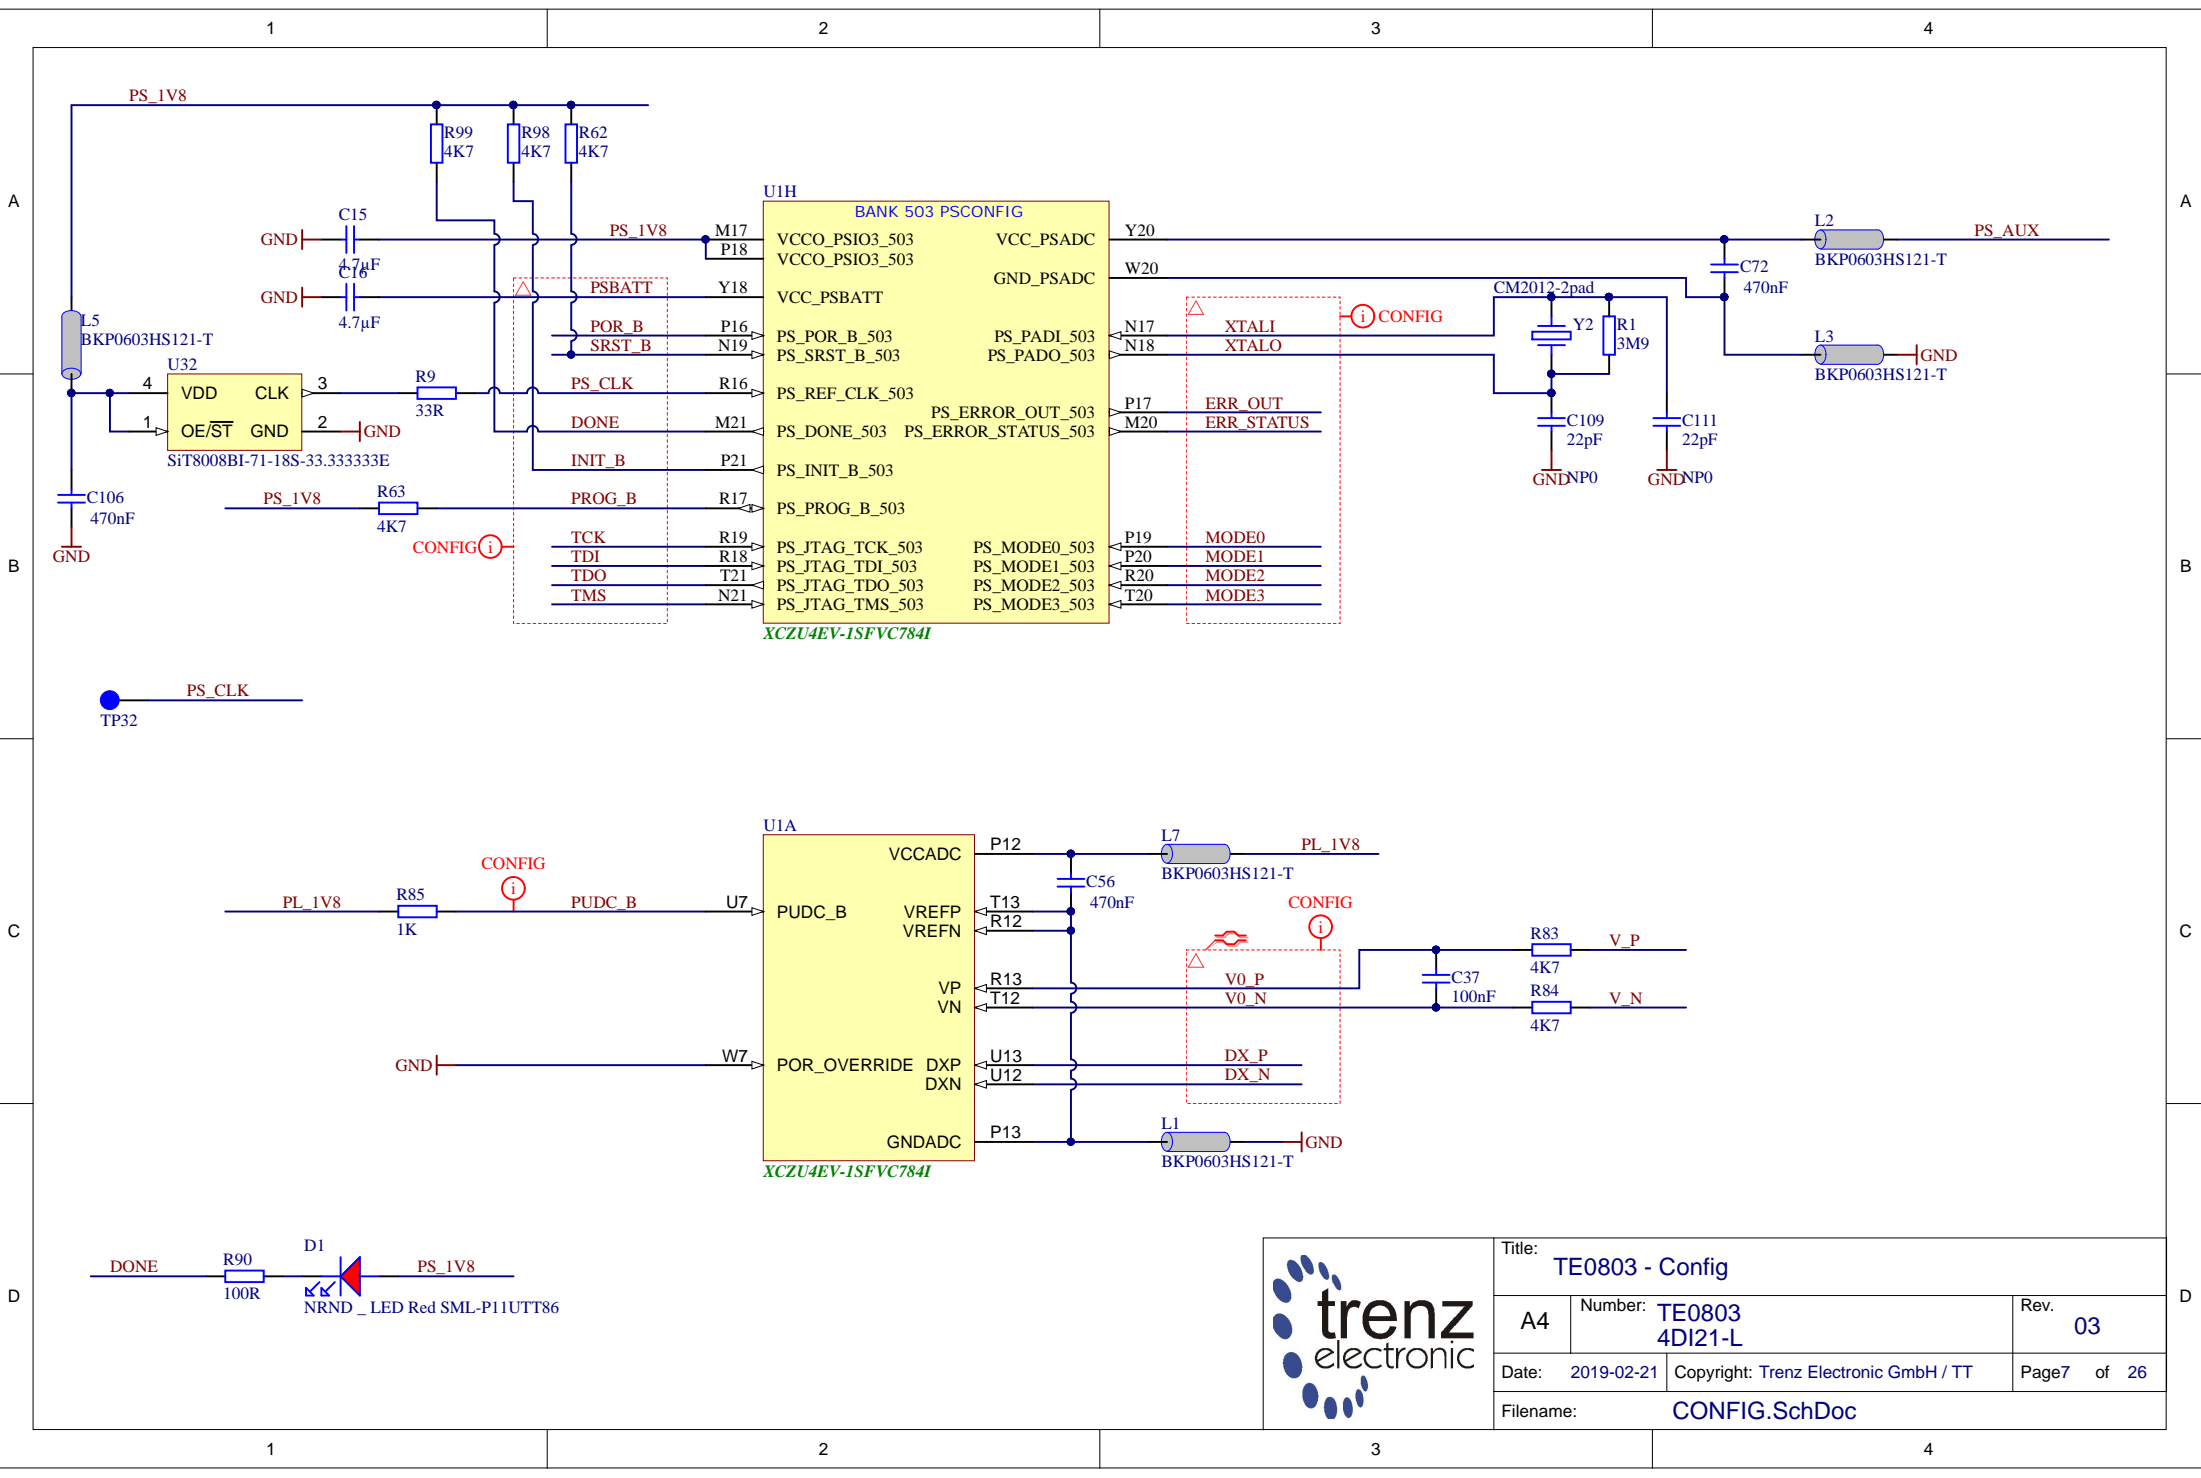 1 2 3 4
PS_1V8
R99
4K7
R98
4K7
R62
4K7
A A
U1H
BANK 503 PSCONFIG
C15
GND
4.7µF
PS_1V8
M17 VCCO_PSIO3_503
P18 VCCO_PSIO3_503
C16
GND
4.7µF
PSBATT
Y18 VCC_PSBATT
POR_B P16 PS_POR_B_503
SRST_B N19 PS_SRST_B_503
L5
BKP0603HS121-T
U32
4 VDD CLK 3
1 OE/ST GND 2 GND
SiT8008BI-71-18S-33.333333E
R9
33R
PS_CLK R16 PS_REF_CLK_503
DONE M21 PS_DONE_503
INIT_B P21 PS_INIT_B_503
C106
470nF
GND
PS_1V8
R63
4K7
PROG_B R17 PS_PROG_B_503
CONFIG i
TCK R19 PS_JTAG_TCK_503
TDI R18 PS_JTAG_TDI_503
TDO T21 PS_JTAG_TDO_503
TMS N21 PS_JTAG_TMS_503
VCC_PSADC Y20
GND_PSADC W20
PS_PADI_503 N17 XTALI
PS_PADO_503 N18 XTALO
PS_ERROR_OUT_503 P17 ERR_OUT
PS_ERROR_STATUS_503 M20 ERR_STATUS
PS_MODE0_503 P19 MODE0
PS_MODE1_503 P20 MODE1
PS_MODE2_503 R20 MODE2
PS_MODE3_503 T20 MODE3
XCZU4EV-1SFVC784I
i CONFIG
CM2012-2pad
Y2
R1
3M9
C109
22pF
GND NP0
C111
22pF
GND NP0
C72
470nF
L2
BKP0603HS121-T
PS_AUX
L3
BKP0603HS121-T
GND
B B
PS_CLK
TP32
U1A
C C
PL_1V8
R85
1K
CONFIG
i
PUDC_B U7 PUDC_B
GND W7 POR_OVERRIDE
VCCADC P12
VREFP T13
VREFN R12
VP R13 V0_P
VN T12 V0_N
DXP U13 DX_P
DXN U12 DX_N
GNDADC P13
XCZU4EV-1SFVC784I
L7
BKP0603HS121-T
PL_1V8
C56
470nF
CONFIG
i
C37
100nF
R83
4K7
V_P
R84
4K7
V_N
L1
BKP0603HS121-T
GND
D D
DONE
R90
100R
D1
PS_1V8
NRND _ LED Red SML-P11UTT86
trenz
electronic
Title:
TE0803 - Config
A4
Number: TE0803
4DI21-L
Rev.
03
Date: 2019-02-21 Copyright: Trenz Electronic GmbH / TT Page7 of 26
Filename: CONFIG.SchDoc
1 2 3 4